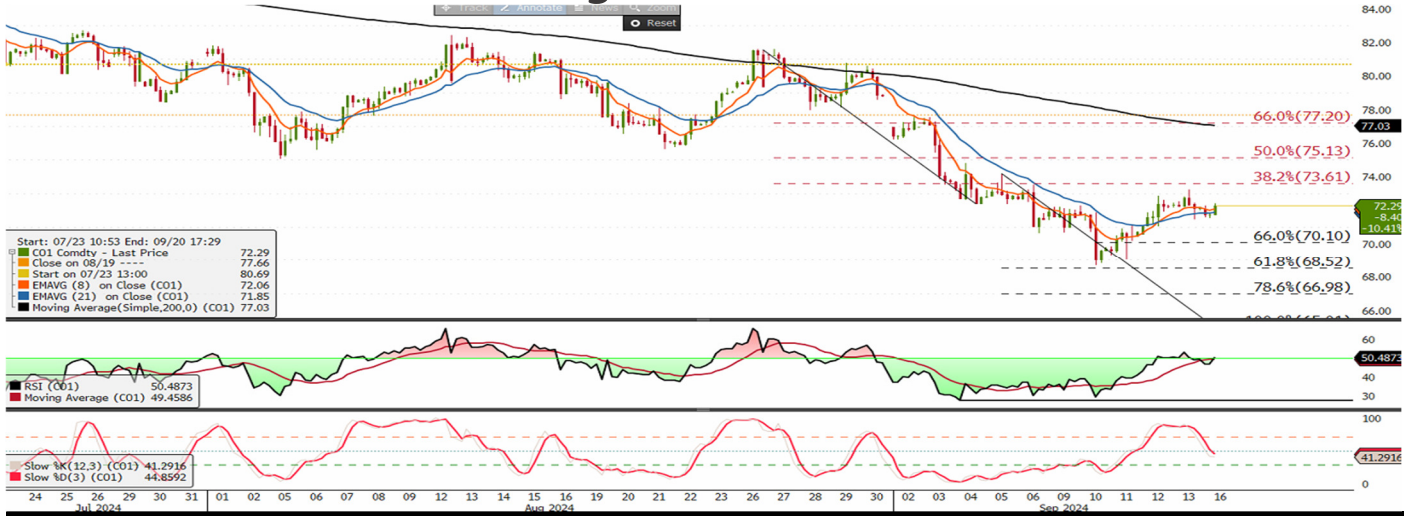 Track Annotate News Zoom
Reset
84.00
82.00
80.00
78.00
66.0%(77.20)
77.03
76.00
50.0%(75.13)
74.00
38.2%(73.61)
72.29
-8.40
-10.41%
66.0%(70.10)
70.00
61.8%(68.52)
68.00
78.6%(66.98)
66.00
Start: 07/23 10:53 End: 09/20 17:29
CO1 Comdty - Last Price 72.29
Close on 08/19 ---- 77.66
Start on 07/23 13:00 80.69
EMAVG (8) on Close (CO1) 72.06
EMAVG (21) on Close (CO1) 71.85
Moving Average(Simple,200,0) (CO1) 77.03
60
50.4873
40
30
RSI (CO1) 50.4873
Moving Average (CO1) 49.4586
100
41.2916
0
Slow %K(12,3) (CO1) 41.2916
Slow %D(3) (CO1) 44.8592
24 25 26 29 30 31 01 02 05 06 07 08 09 12 13 14 15 16 19 20 21 22 23 26 27 28 29 30 02 03 04 05 06 09 10 11 12 13 16
Jul 2024 Aug 2024 Sep 2024